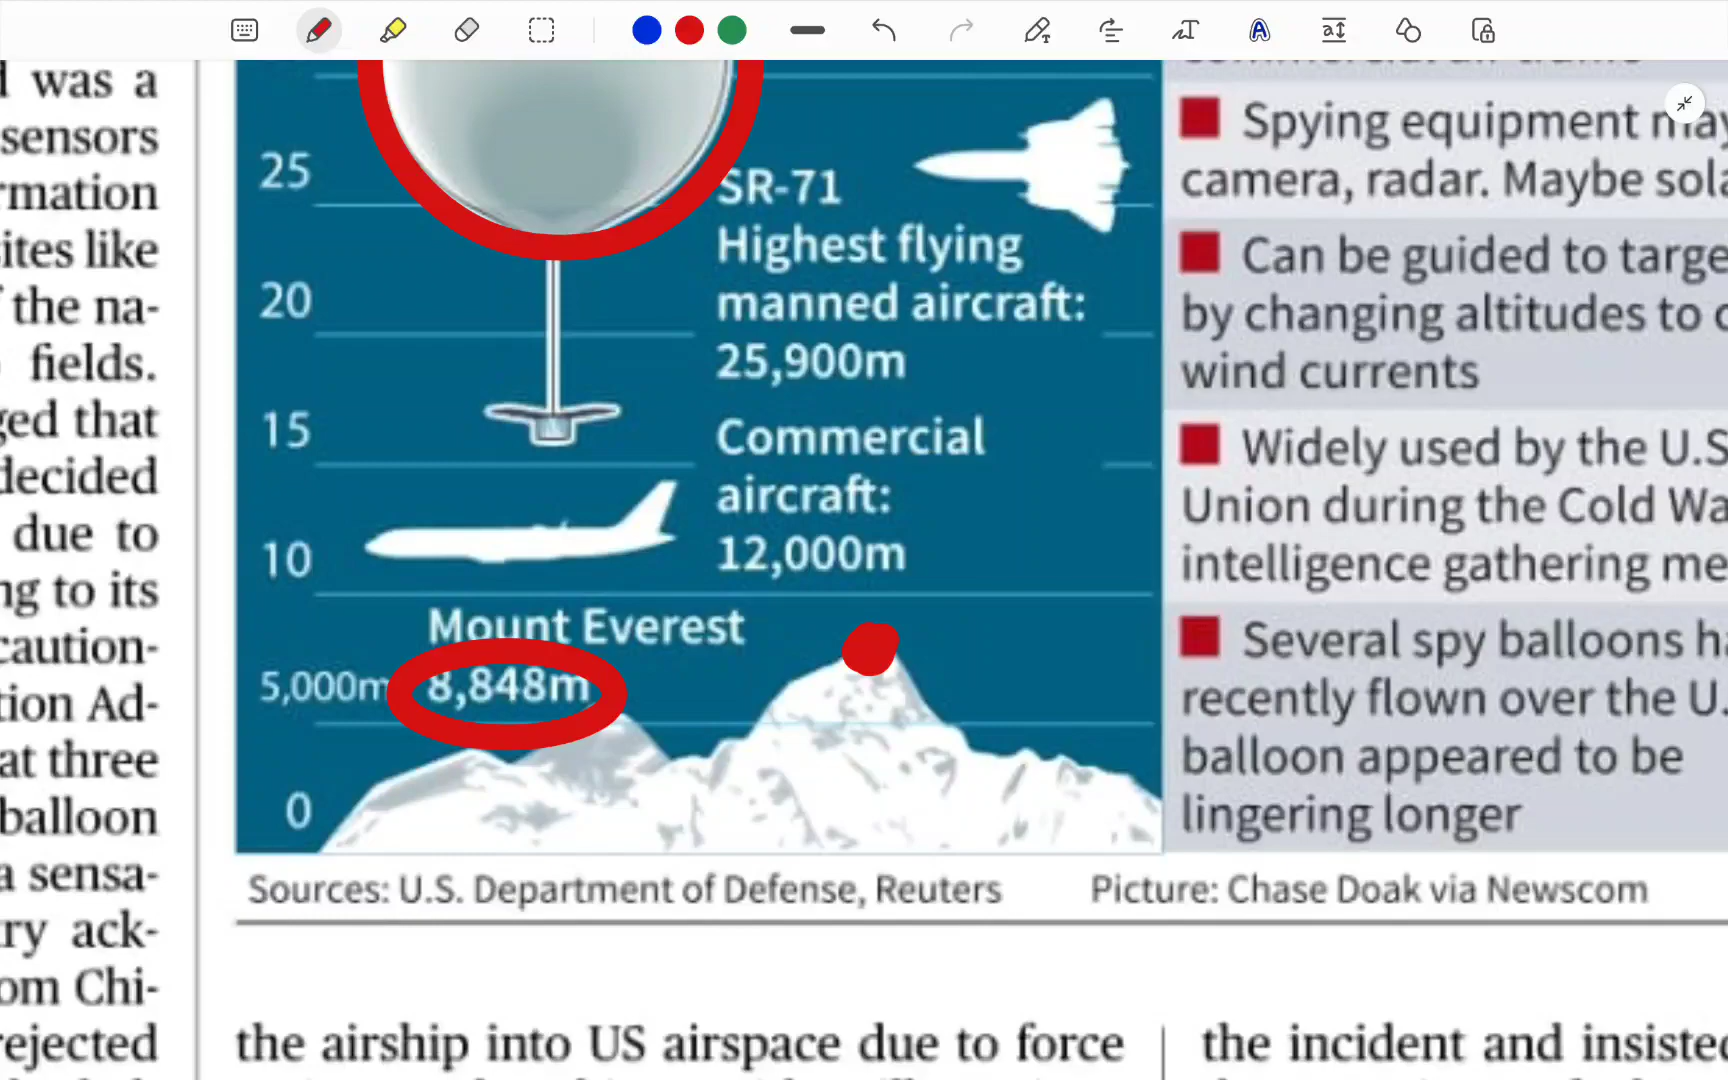 d was a
sensors
rmation
ites like
f the na-
fields.
ged that
decided
due to
ng to its
caution-
tion Ad-
at three
balloon
a sensa-
ry ack-
om Chi-
rejected
25
20
15
10
5,000m
0
SR-71
Highest flying
manned aircraft:
25,900m
Commercial
aircraft:
12,000m
Mount Everest
8,848m
Spying equipment may
camera, radar. Maybe sola
Can be guided to targe
by changing altitudes to c
wind currents
Widely used by the U.S
Union during the Cold Wa
intelligence gathering me
Several spy balloons ha
recently flown over the U.
balloon appeared to be
lingering longer
Sources: U.S. Department of Defense, Reuters
Picture: Chase Doak via Newscom
the airship into US airspace due to force
the incident and insisted